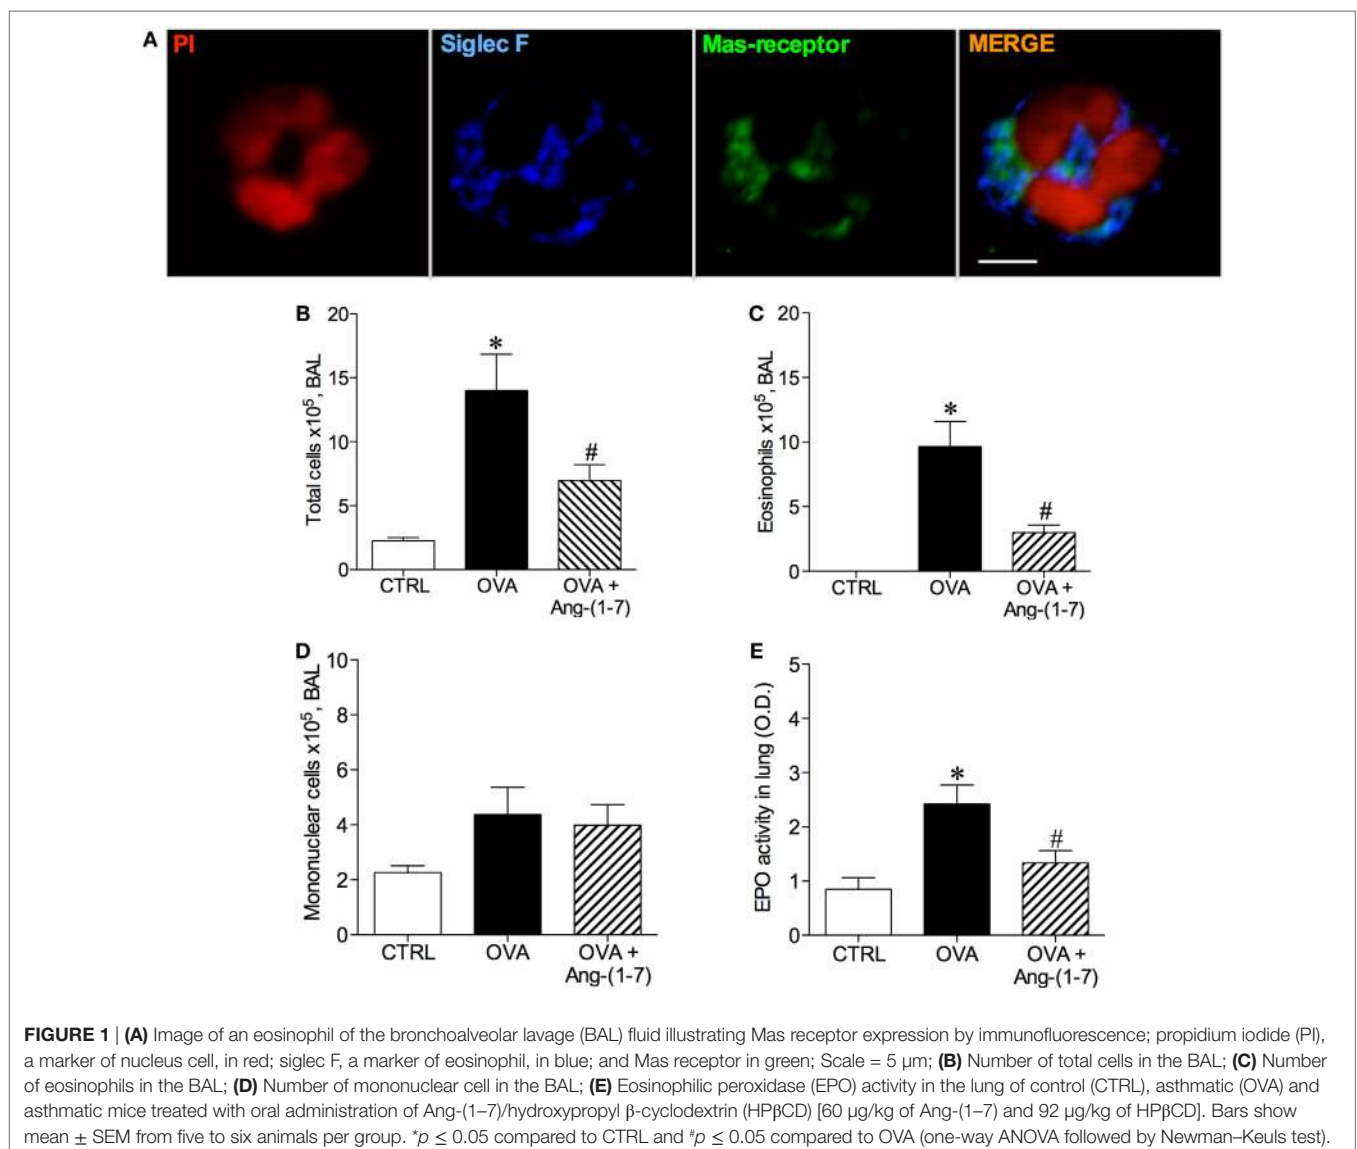 A PI Siglec F Mas-receptor MERGE
B
20
15
10
5
0
Total cells x10⁵, BAL
*
#
CTRL OVA OVA +
Ang-(1-7)
C
20
15
10
5
0
Eosinophils x10⁵, BAL
*
#
CTRL OVA OVA +
Ang-(1-7)
D
10
8
6
4
2
0
Mononuclear cells x10⁵, BAL
CTRL OVA OVA +
Ang-(1-7)
E
5
4
3
2
1
0
EPO activity in lung (O.D.)
*
#
CTRL OVA OVA +
Ang-(1-7)
FIGURE 1 | (A) Image of an eosinophil of the bronchoalveolar lavage (BAL) fluid illustrating Mas receptor expression by immunofluorescence; propidium iodide (PI),
a marker of nucleus cell, in red; siglec F, a marker of eosinophil, in blue; and Mas receptor in green; Scale = 5 μm; (B) Number of total cells in the BAL; (C) Number
of eosinophils in the BAL; (D) Number of mononuclear cell in the BAL; (E) Eosinophilic peroxidase (EPO) activity in the lung of control (CTRL), asthmatic (OVA) and
asthmatic mice treated with oral administration of Ang-(1–7)/hydroxypropyl β-cyclodextrin (HPβCD) [60 μg/kg of Ang-(1–7) and 92 μg/kg of HPβCD]. Bars show
mean ± SEM from five to six animals per group. *p ≤ 0.05 compared to CTRL and #p ≤ 0.05 compared to OVA (one-way ANOVA followed by Newman–Keuls test).